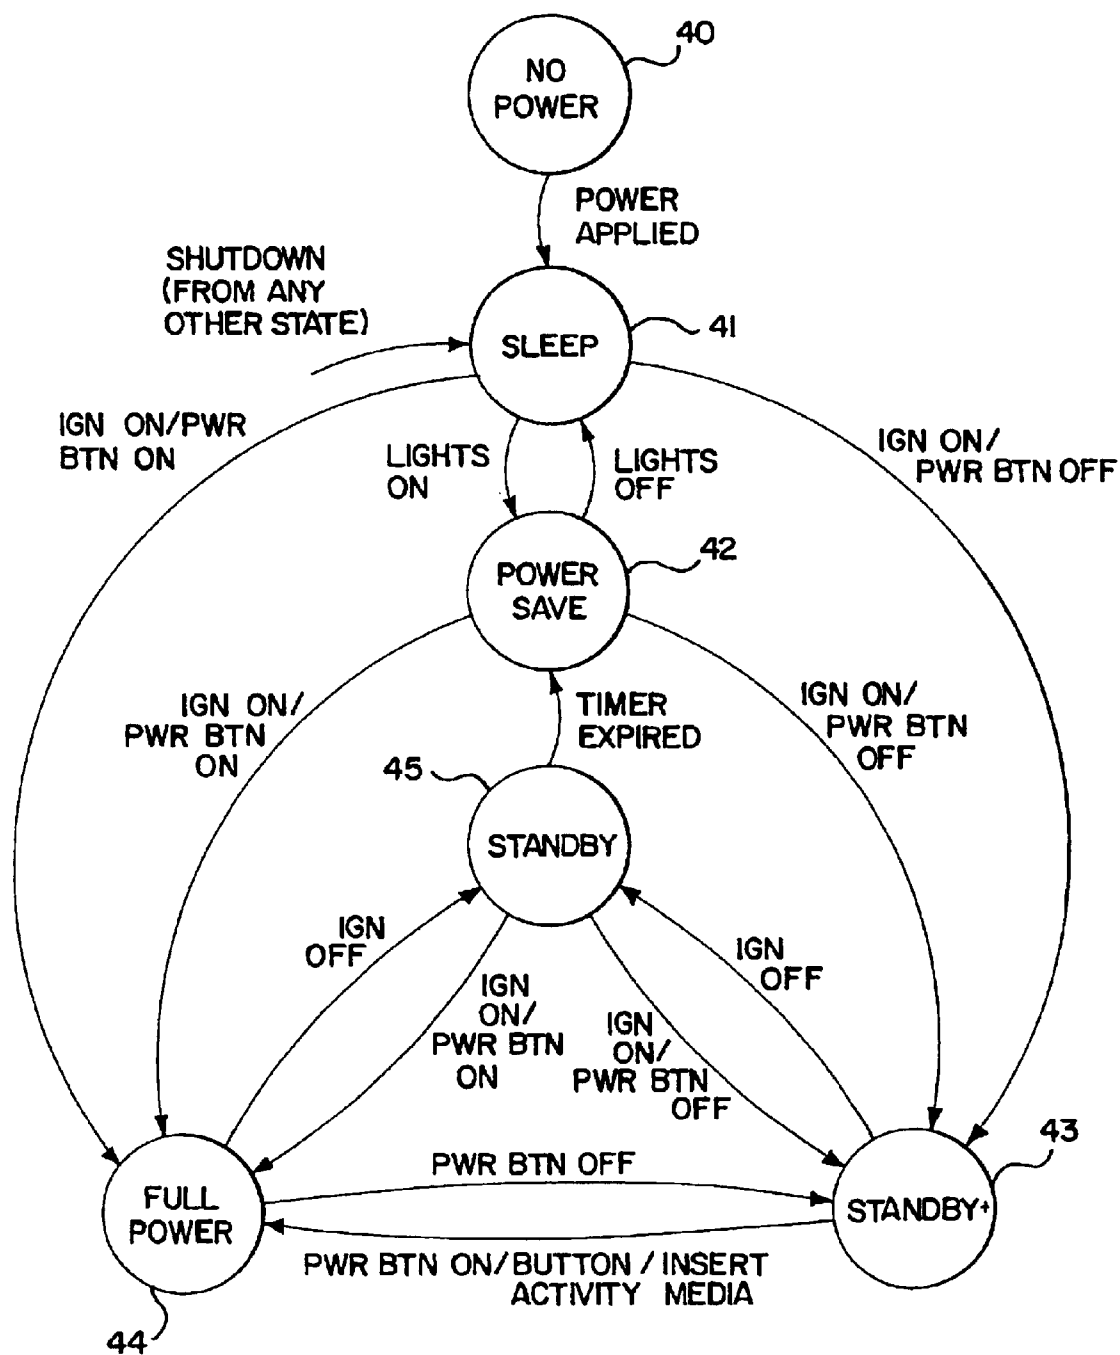 40
NO
POWER
POWER
APPLIED
SHUTDOWN
(FROM ANY
OTHER STATE)
SLEEP
41
IGN ON/PWR
BTN ON
LIGHTS
ON
LIGHTS
OFF
IGN ON/
PWR BTN OFF
42
POWER
SAVE
IGN ON/
PWR BTN
ON
TIMER
EXPIRED
IGN ON/
PWR BTN
OFF
45
STANDBY
IGN
OFF
IGN
ON/
PWR BTN
ON
IGN
ON/
PWR BTN
OFF
IGN
OFF
43
PWR BTN OFF
FULL
POWER
STANDBY+
PWR BTN ON/BUTTON/INSERT
ACTIVITY MEDIA
44